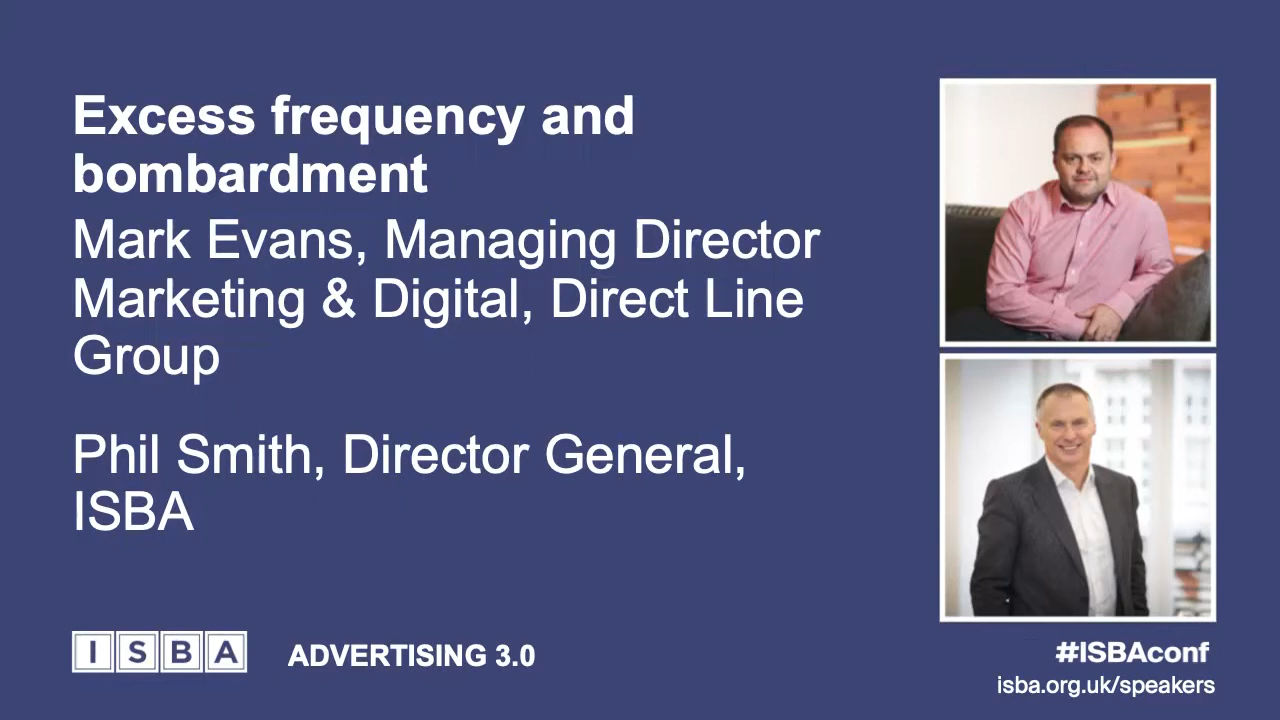 Excess frequency and
bombardment
Mark Evans, Managing Director
Marketing & Digital, Direct Line
Group
Phil Smith, Director General,
ISBA
ISBA ADVERTISING 3.0
#ISBAconf
isba.org.uk/speakers